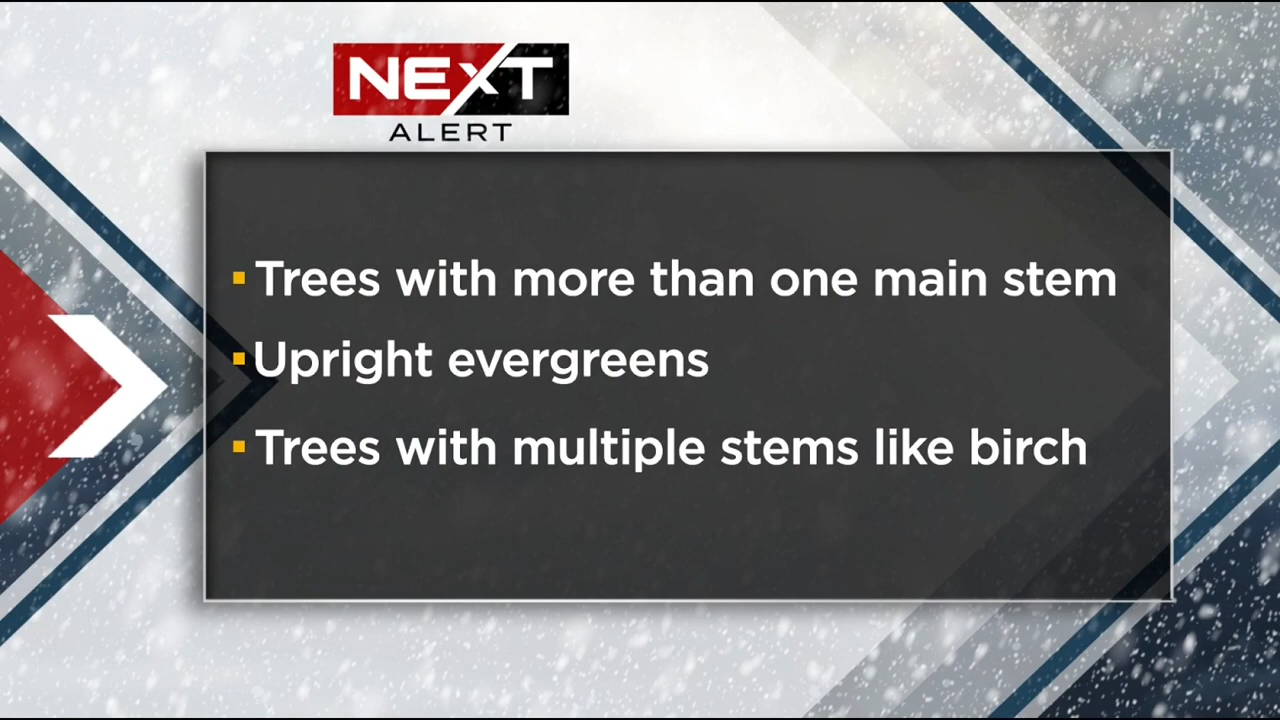 NEXT
ALERT
Trees with more than one main stem
Upright evergreens
Trees with multiple stems like birch